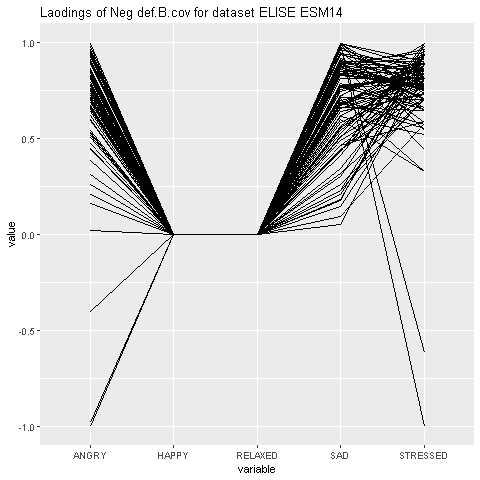 Laodings of Neg def.B.cov for dataset ELISE ESM14
1.0
0.5
0.0
-0.5
-1.0
value
ANGRY HAPPY RELAXED SAD STRESSED
variable